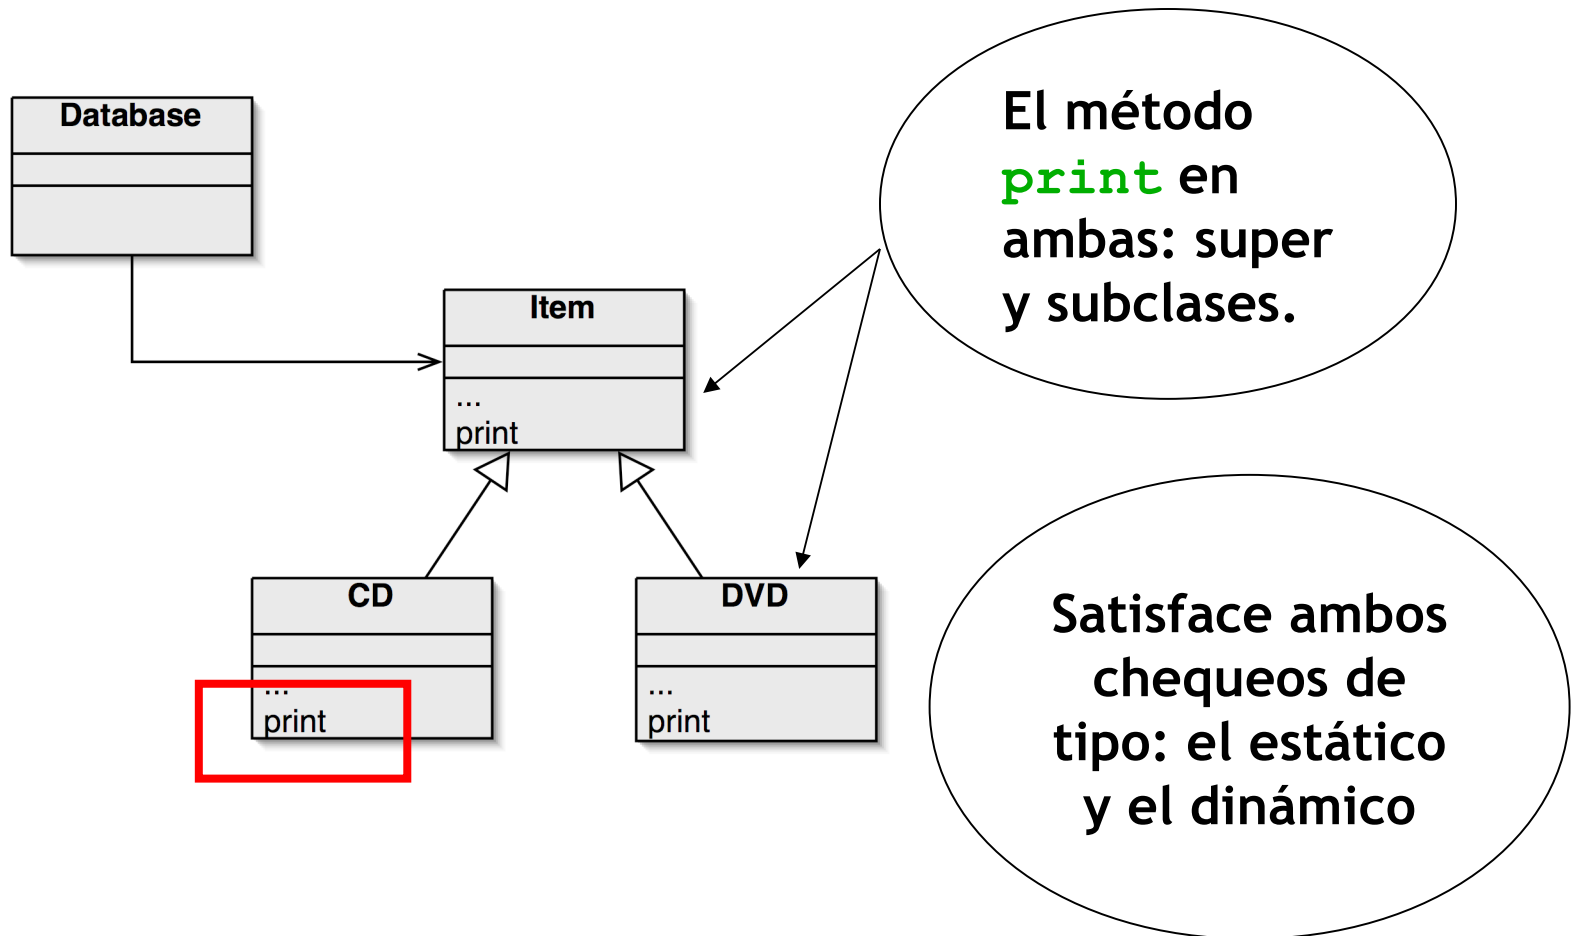 Database
El método
print en
ambas: super
y subclases.
Item
...
print
CD
...
print
DVD
...
print
Satisface ambos
chequeos de
tipo: el estático
y el dinámico